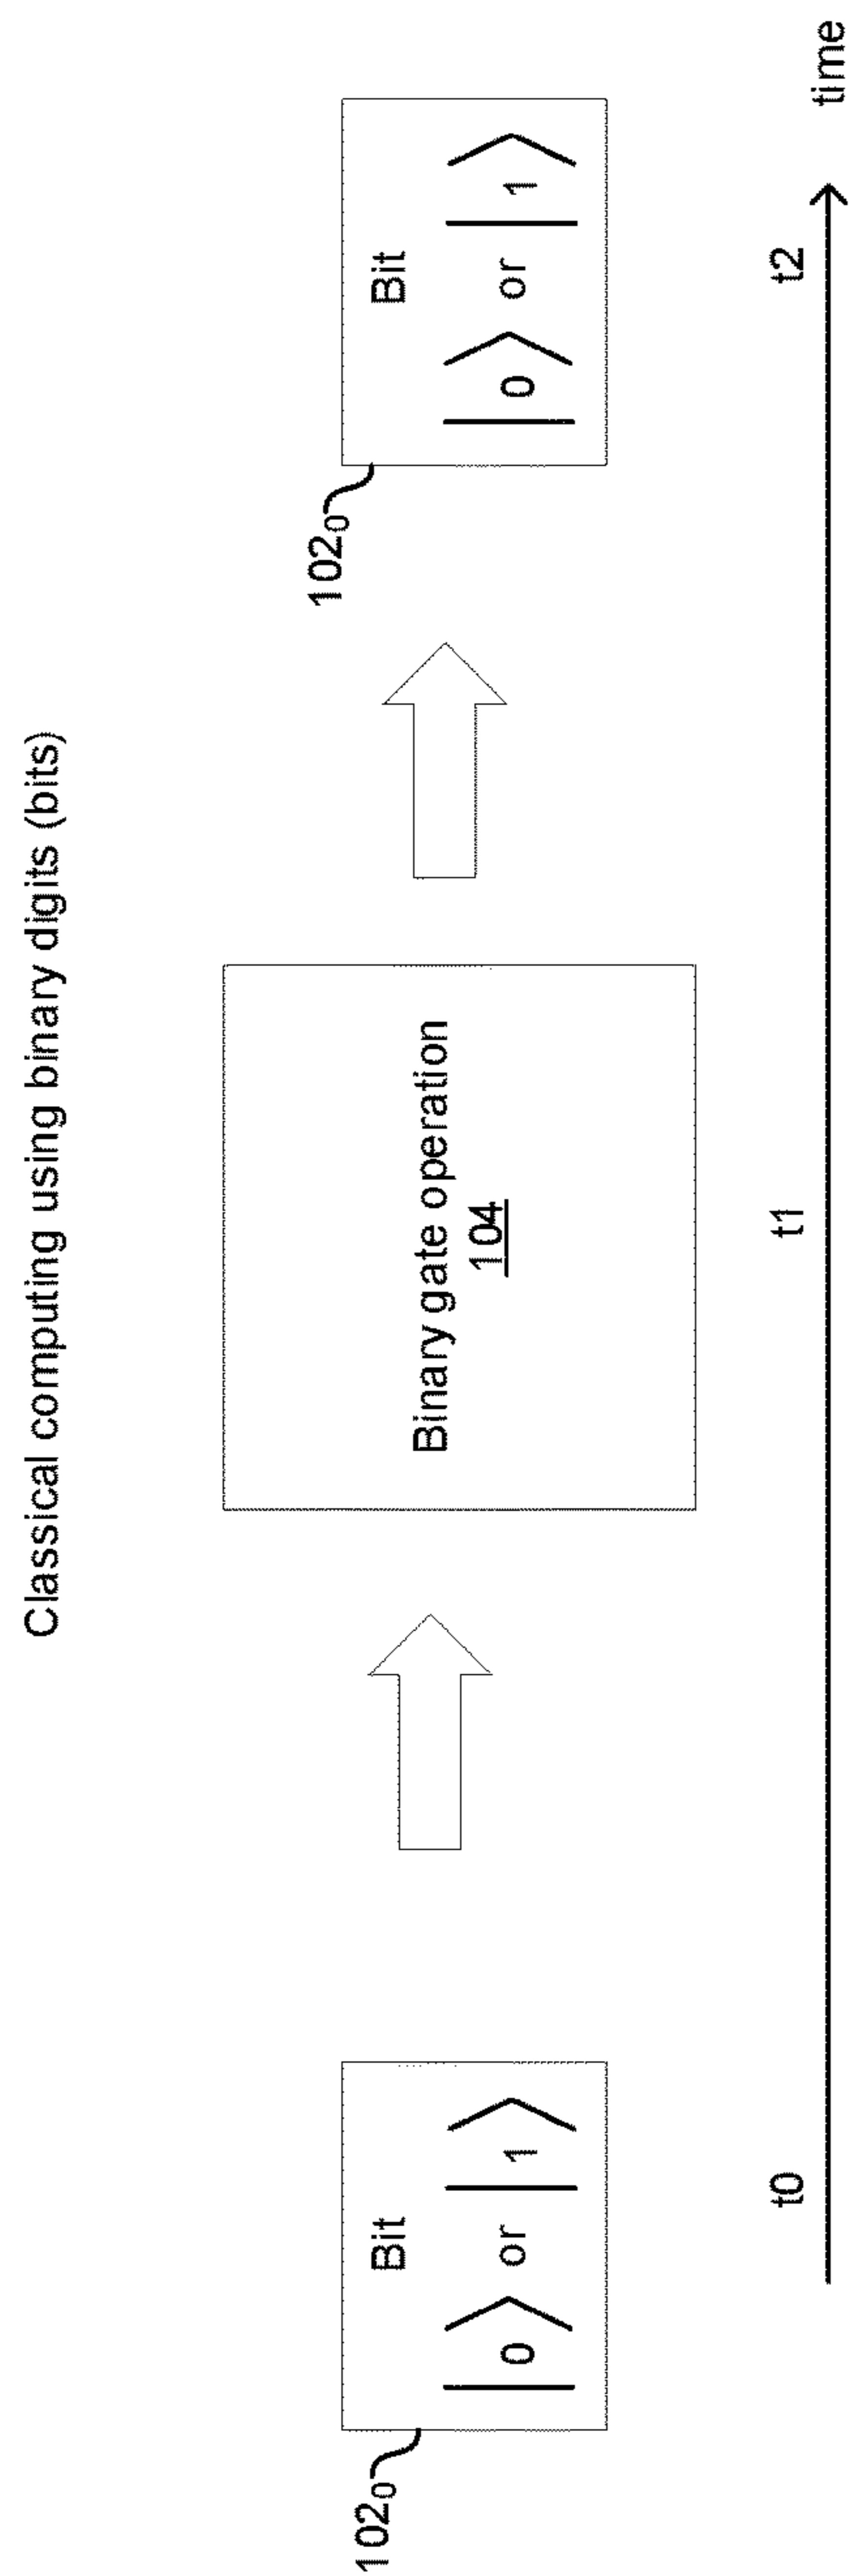 Classical computing using binary digits (bits)
102₀
Bit
|0⟩ or |1⟩
Binary gate operation
104
102₀
Bit
|0⟩ or |1⟩
t0
t1
t2
time